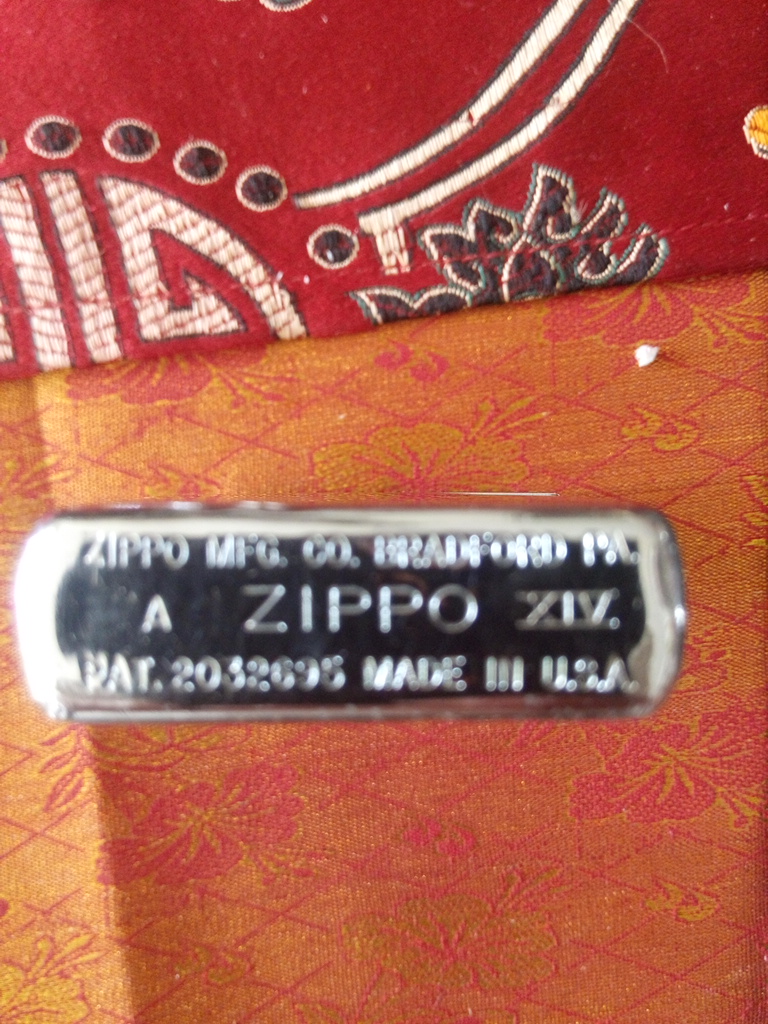 ZIPPO MFG. CO. BRADFORD PA.
A ZIPPO XIV.
PAT. 2032695 MADE IN U.S.A.